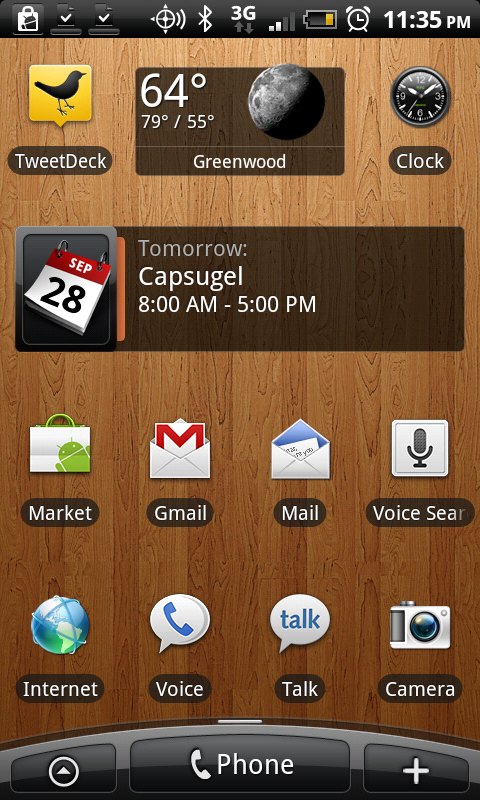 3G 11:35 PM
64°
79° / 55°
Greenwood
TweetDeck
Clock
SEP
28
Tomorrow:
Capsugel
8:00 AM - 5:00 PM
Market
Gmail
Mail
Voice Sear
Internet
Voice
talk
Talk
Camera
Phone